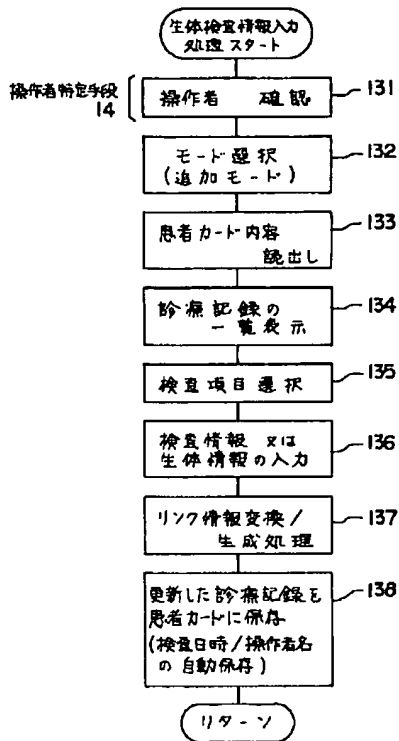 生体検査情報入力
処理スタート
操作者特定手段
14
操作者 確認
131
モード選択
(追加モード)
132
患者カード内容
読出し
133
診療記録の
一覧表示
134
検査項目選択
135
検査情報 又は
生体情報の入力
136
リンク情報変換/
生成処理
137
更新した診療記録を
患者カードに保存
(検査日時/操作者名
の自動保存)
138
リターン